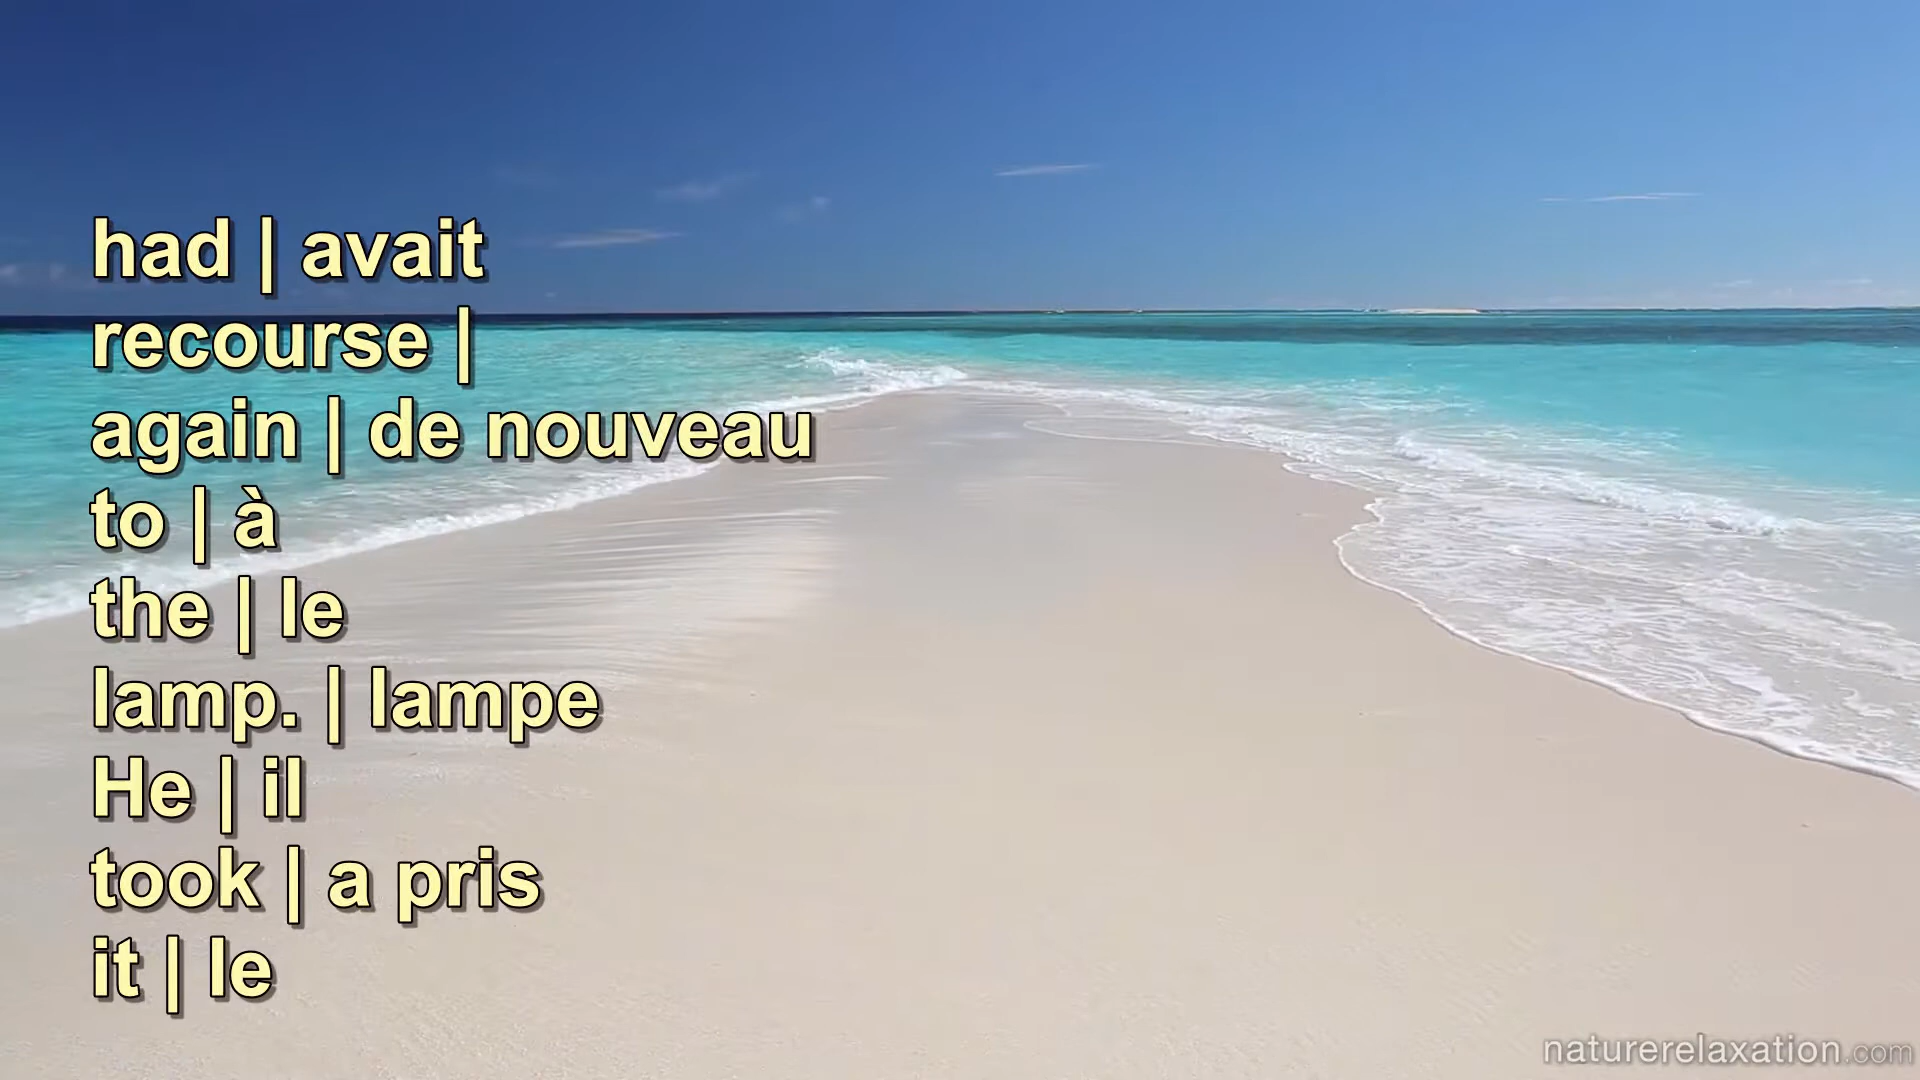 had | avait
recourse |
again | de nouveau
to | à
the | le
lamp. | lampe
He | il
took | a pris
it | le
naturerelaxation.com